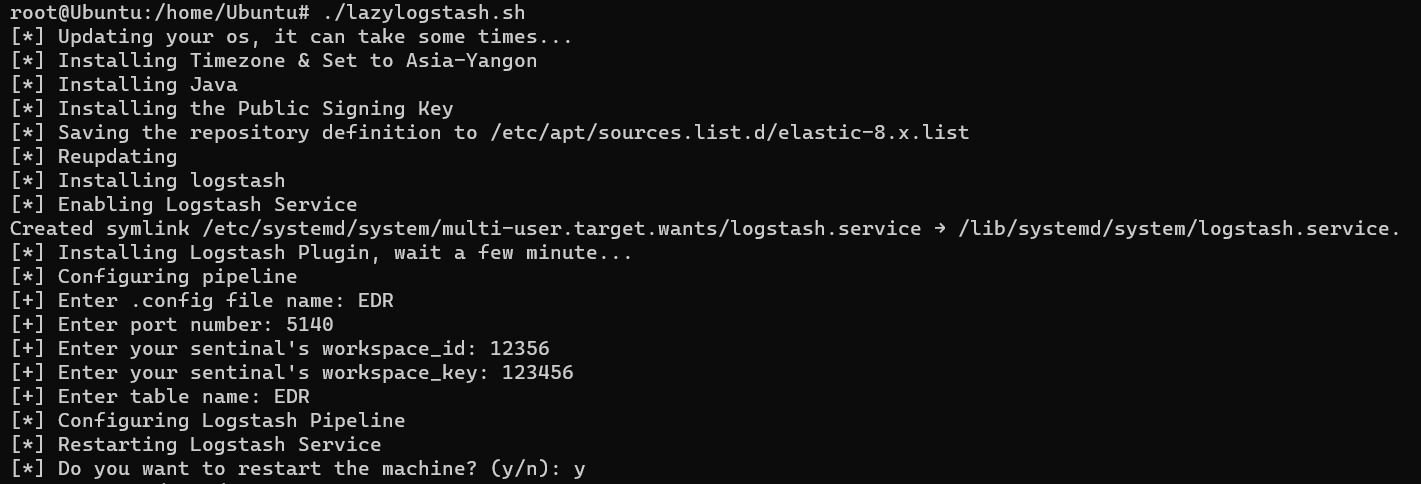 root@Ubuntu:/home/Ubuntu# ./lazylogstash.sh
[*] Updating your os, it can take some times...
[*] Installing Timezone & Set to Asia-Yangon
[*] Installing Java
[*] Installing the Public Signing Key
[*] Saving the repository definition to /etc/apt/sources.list.d/elastic-8.x.list
[*] Reupdating
[*] Installing logstash
[*] Enabling Logstash Service
Created symlink /etc/systemd/system/multi-user.target.wants/logstash.service → /lib/systemd/system/logstash.service.
[*] Installing Logstash Plugin, wait a few minute...
[*] Configuring pipeline
[+] Enter .config file name: EDR
[+] Enter port number: 5140
[+] Enter your sentinal's workspace_id: 12356
[+] Enter your sentinal's workspace_key: 123456
[+] Enter table name: EDR
[*] Configuring Logstash Pipeline
[*] Restarting Logstash Service
[*] Do you want to restart the machine? (y/n): y